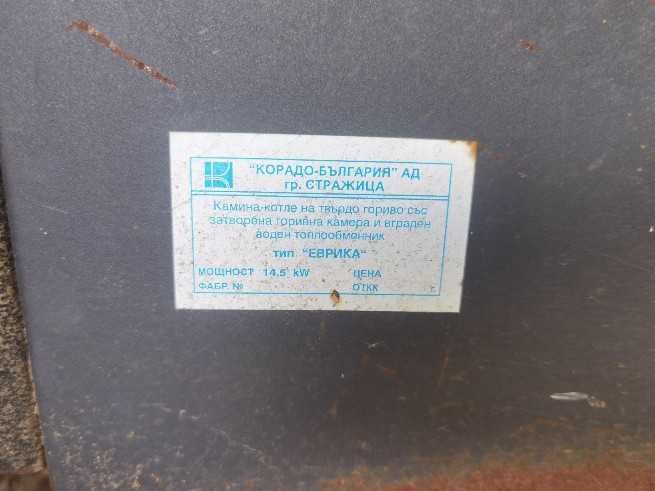 "КОРАДО-БЪЛГАРИЯ" АД
гр. СТРАЖИЦА
Камина-котле на твърдо гориво със
затворена горивна камера и вграден
воден топлообменник
тип "ЕВРИКА"
МОЩНОСТ 14.5 kW ЦЕНА
ФАБР. № ОТКК г.